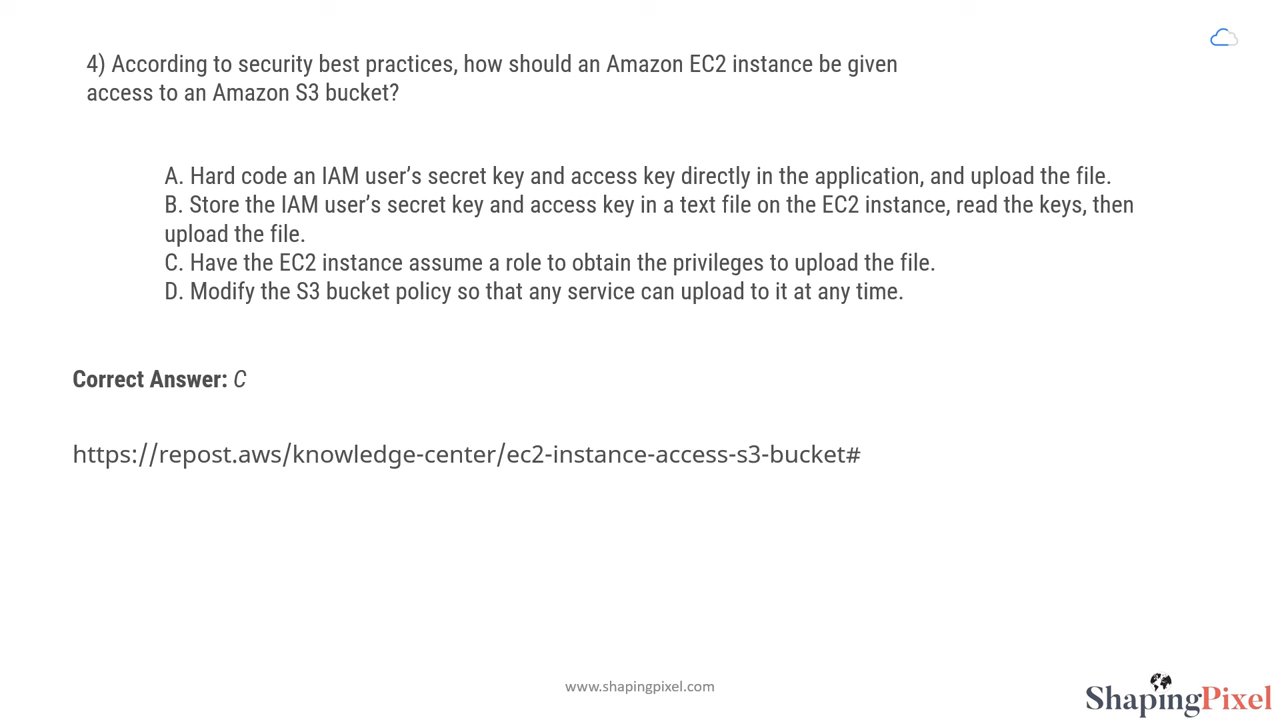 4) According to security best practices, how should an Amazon EC2 instance be given
access to an Amazon S3 bucket?
A. Hard code an IAM user’s secret key and access key directly in the application, and upload the file.
B. Store the IAM user’s secret key and access key in a text file on the EC2 instance, read the keys, then
upload the file.
C. Have the EC2 instance assume a role to obtain the privileges to upload the file.
D. Modify the S3 bucket policy so that any service can upload to it at any time.
Correct Answer: C
https://repost.aws/knowledge-center/ec2-instance-access-s3-bucket#
www.shapingpixel.com
ShapingPixel